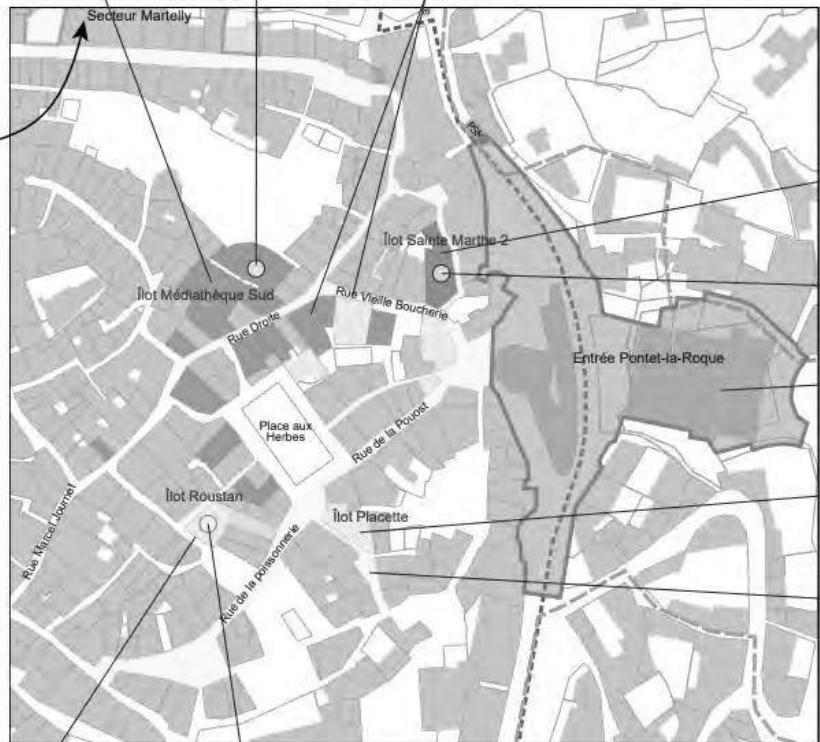 Secteur Martelly
PSMV
Îlot Sainte Marthe 2
Îlot Médiathèque Sud
Rue Vieille Boucherie
Rue Droite
Entrée Pontet-la-Roque
Place aux
Herbes
Rue de la Pouost
Îlot Roustan
Îlot Placette
Rue Marcel Journet
Rue de la poissonnerie